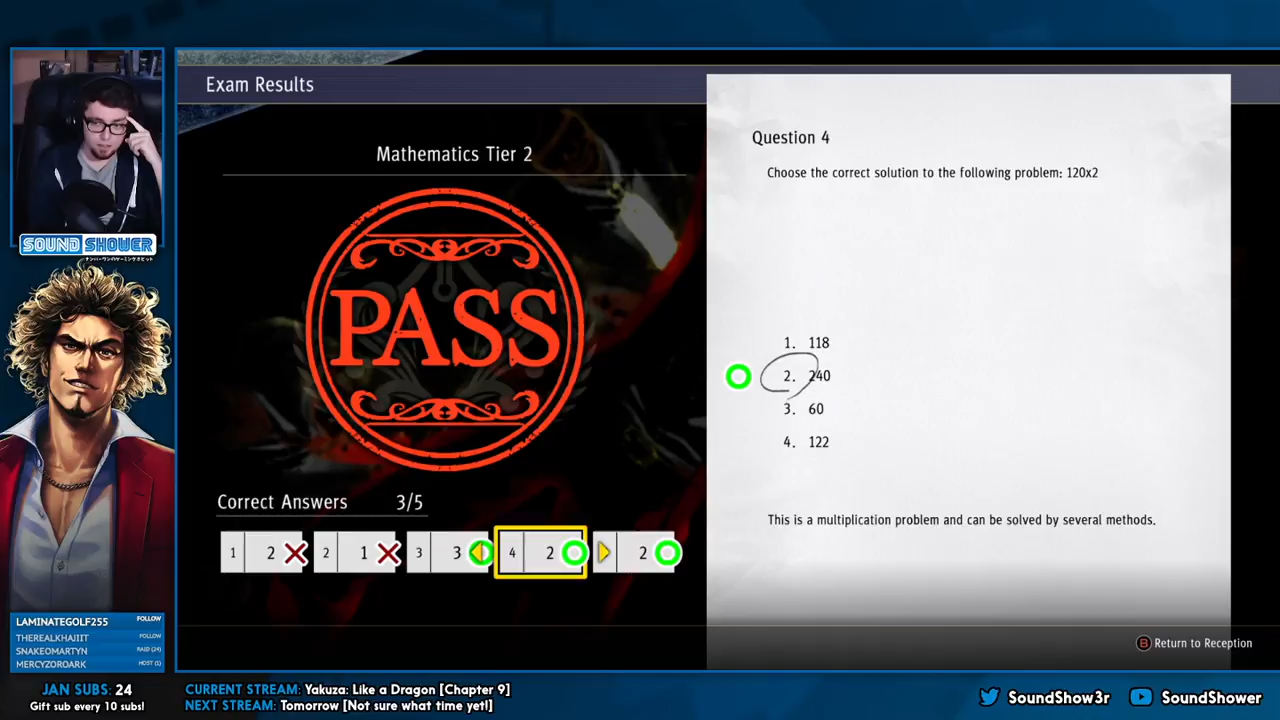 Exam Results
Mathematics Tier 2
PASS
Correct Answers 3/5
1 2 2 1 3 3 4 2 2
Question 4
Choose the correct solution to the following problem: 120x2
1. 118
2. 240
3. 60
4. 122
This is a multiplication problem and can be solved by several methods.
B Return to Reception
SOUND SHOWER
LAMINATEGOLF255 FOLLOW
THEREALKHAJIIT FOLLOW
SNAKEOMARTYN RAID (24)
MERCYZOROARK HOST (1)
JAN SUBS: 24
Gift sub every 10 subs!
CURRENT STREAM: Yakuza: Like a Dragon [Chapter 9]
NEXT STREAM: Tomorrow [Not sure what time yet!]
SoundShow3r SoundShower